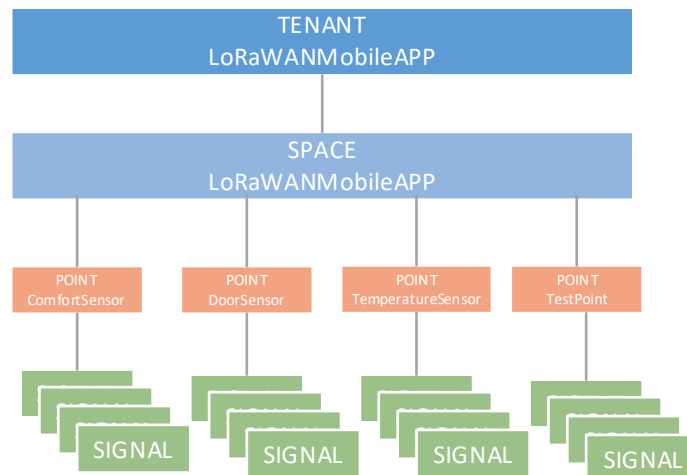 TENANT
LoRaWANMobileAPP
SPACE
LoRaWANMobileAPP
POINT
ComfortSensor
POINT
DoorSensor
POINT
TemperatureSensor
POINT
TestPoint
SIGNAL
SIGNAL
SIGNAL
SIGNAL